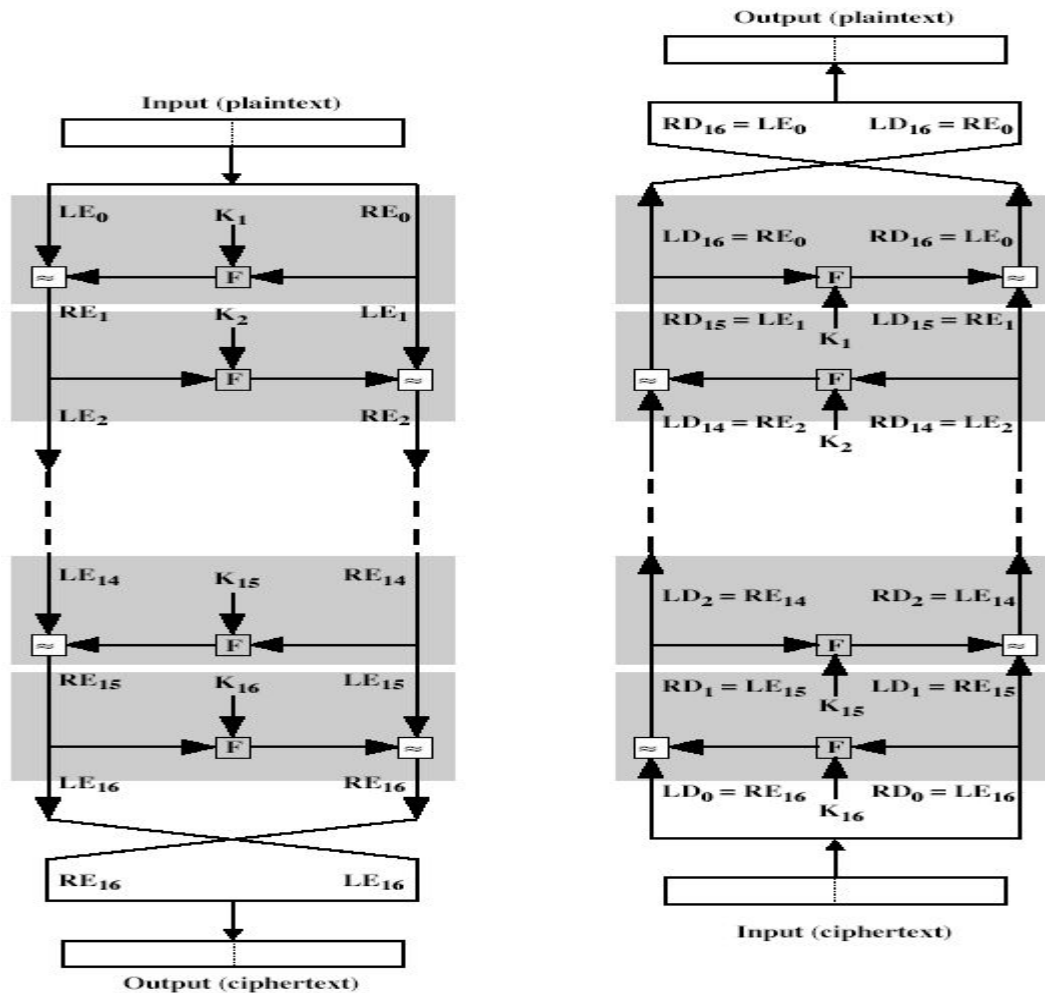 Input (plaintext)
LE₀ K₁ RE₀
≈ F
RE₁ K₂ LE₁
F ≈
LE₂ RE₂
LE₁₄ K₁₅ RE₁₄
≈ F
RE₁₅ K₁₆ LE₁₅
F ≈
LE₁₆ RE₁₆
RE₁₆ LE₁₆
Output (ciphertext)
Output (plaintext)
RD₁₆ = LE₀ LD₁₆ = RE₀
LD₁₆ = RE₀ RD₁₆ = LE₀
F ≈
RD₁₅ = LE₁ K₁ LD₁₅ = RE₁
≈ F
LD₁₄ = RE₂ K₂ RD₁₄ = LE₂
LD₂ = RE₁₄ RD₂ = LE₁₄
F ≈
RD₁ = LE₁₅ K₁₅ LD₁ = RE₁₅
≈ F
LD₀ = RE₁₆ K₁₆ RD₀ = LE₁₆
Input (ciphertext)